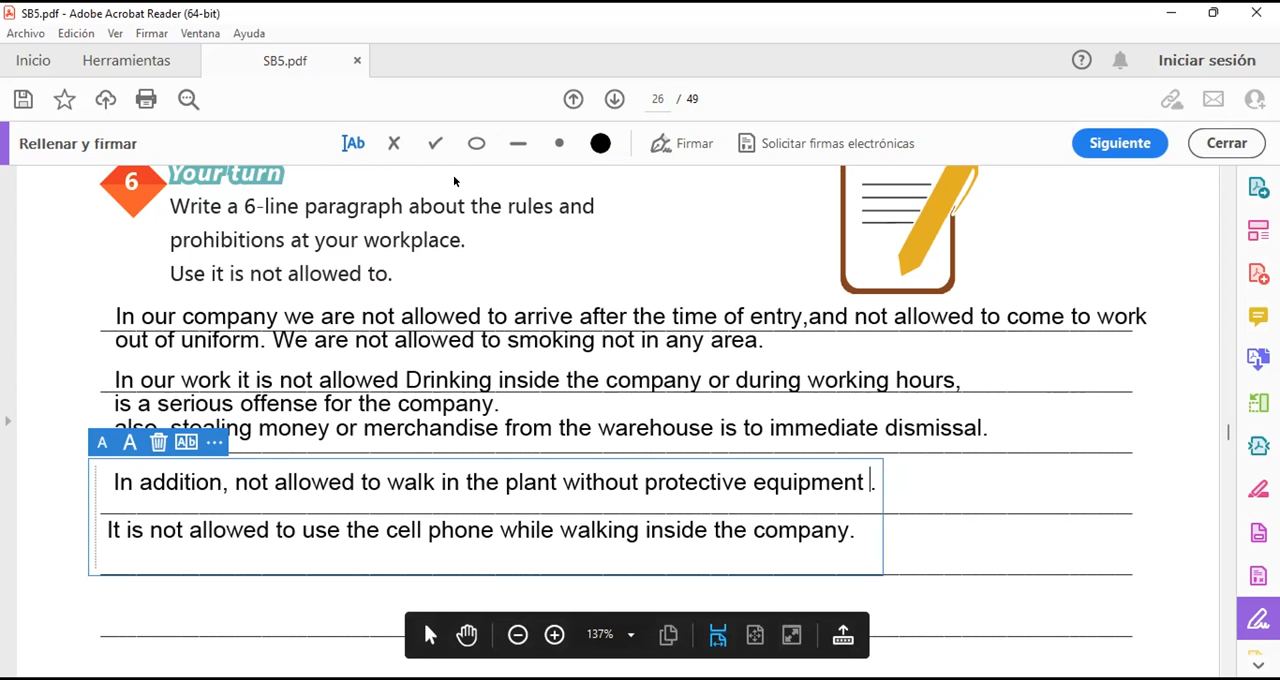 SB5.pdf - Adobe Acrobat Reader (64-bit)
Archivo Edición Ver Firmar Ventana Ayuda
Inicio Herramientas SB5.pdf × ? Iniciar sesión
26 / 49
Rellenar y firmar Ab Firmar Solicitar firmas electrónicas Siguiente Cerrar
6 Your turn
Write a 6-line paragraph about the rules and
prohibitions at your workplace.
Use it is not allowed to.
In our company we are not allowed to arrive after the time of entry,and not allowed to come to work
out of uniform. We are not allowed to smoking not in any area.
In our work it is not allowed Drinking inside the company or during working hours,
is a serious offense for the company.
also, stealing money or merchandise from the warehouse is to immediate dismissal.
A A Ab ...
In addition, not allowed to walk in the plant without protective equipment .
It is not allowed to use the cell phone while walking inside the company.
137%